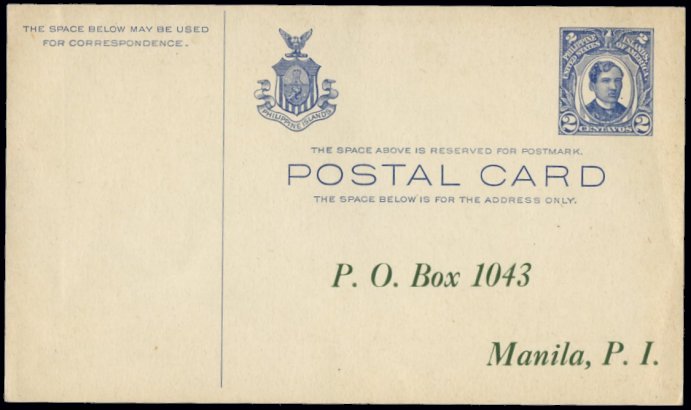 THE SPACE BELOW MAY BE USED
FOR CORRESPONDENCE.
PHILIPPINE ISLANDS
PHILIPPINE ISLANDS
UNITED STATES OF AMERICA
2 2
2 CENTAVOS 2
THE SPACE ABOVE IS RESERVED FOR POSTMARK.
POSTAL CARD
THE SPACE BELOW IS FOR THE ADDRESS ONLY.
P. O. Box 1043
Manila, P. I.